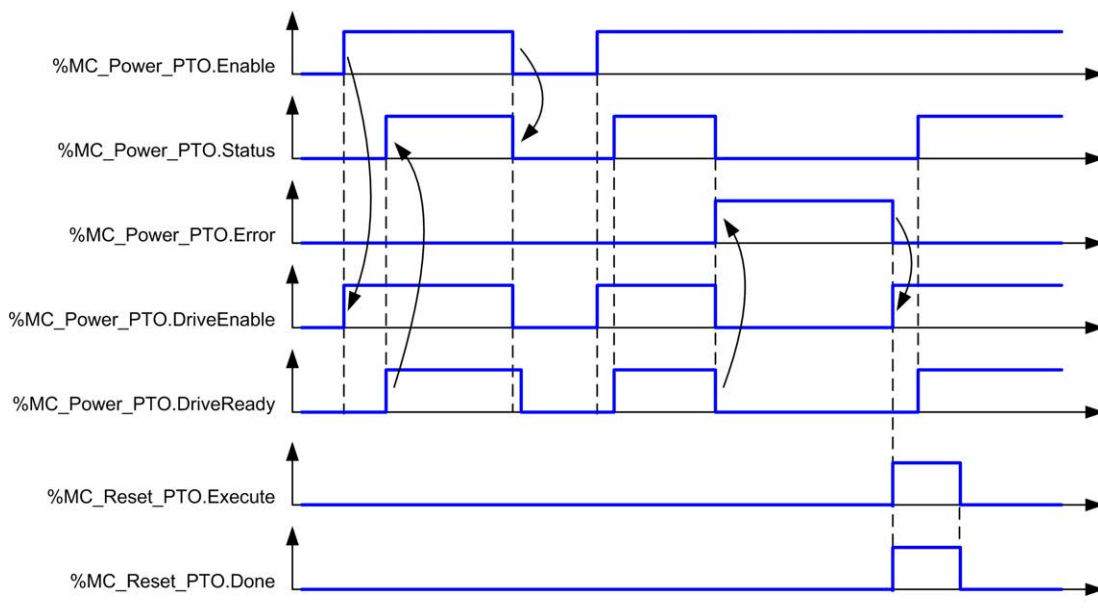 %MC_Power_PTO.Enable
%MC_Power_PTO.Status
%MC_Power_PTO.Error
%MC_Power_PTO.DriveEnable
%MC_Power_PTO.DriveReady
%MC_Reset_PTO.Execute
%MC_Reset_PTO.Done